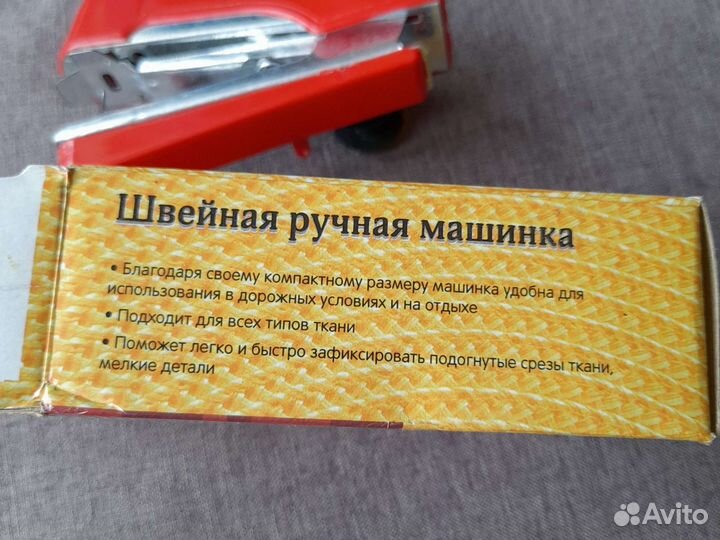 Швейная ручная машинка
• Благодаря своему компактному размеру машинка удобна для
использования в дорожных условиях и на отдыхе
• Подходит для всех типов ткани
• Поможет легко и быстро зафиксировать подогнутые срезы ткани,
мелкие детали
Avito